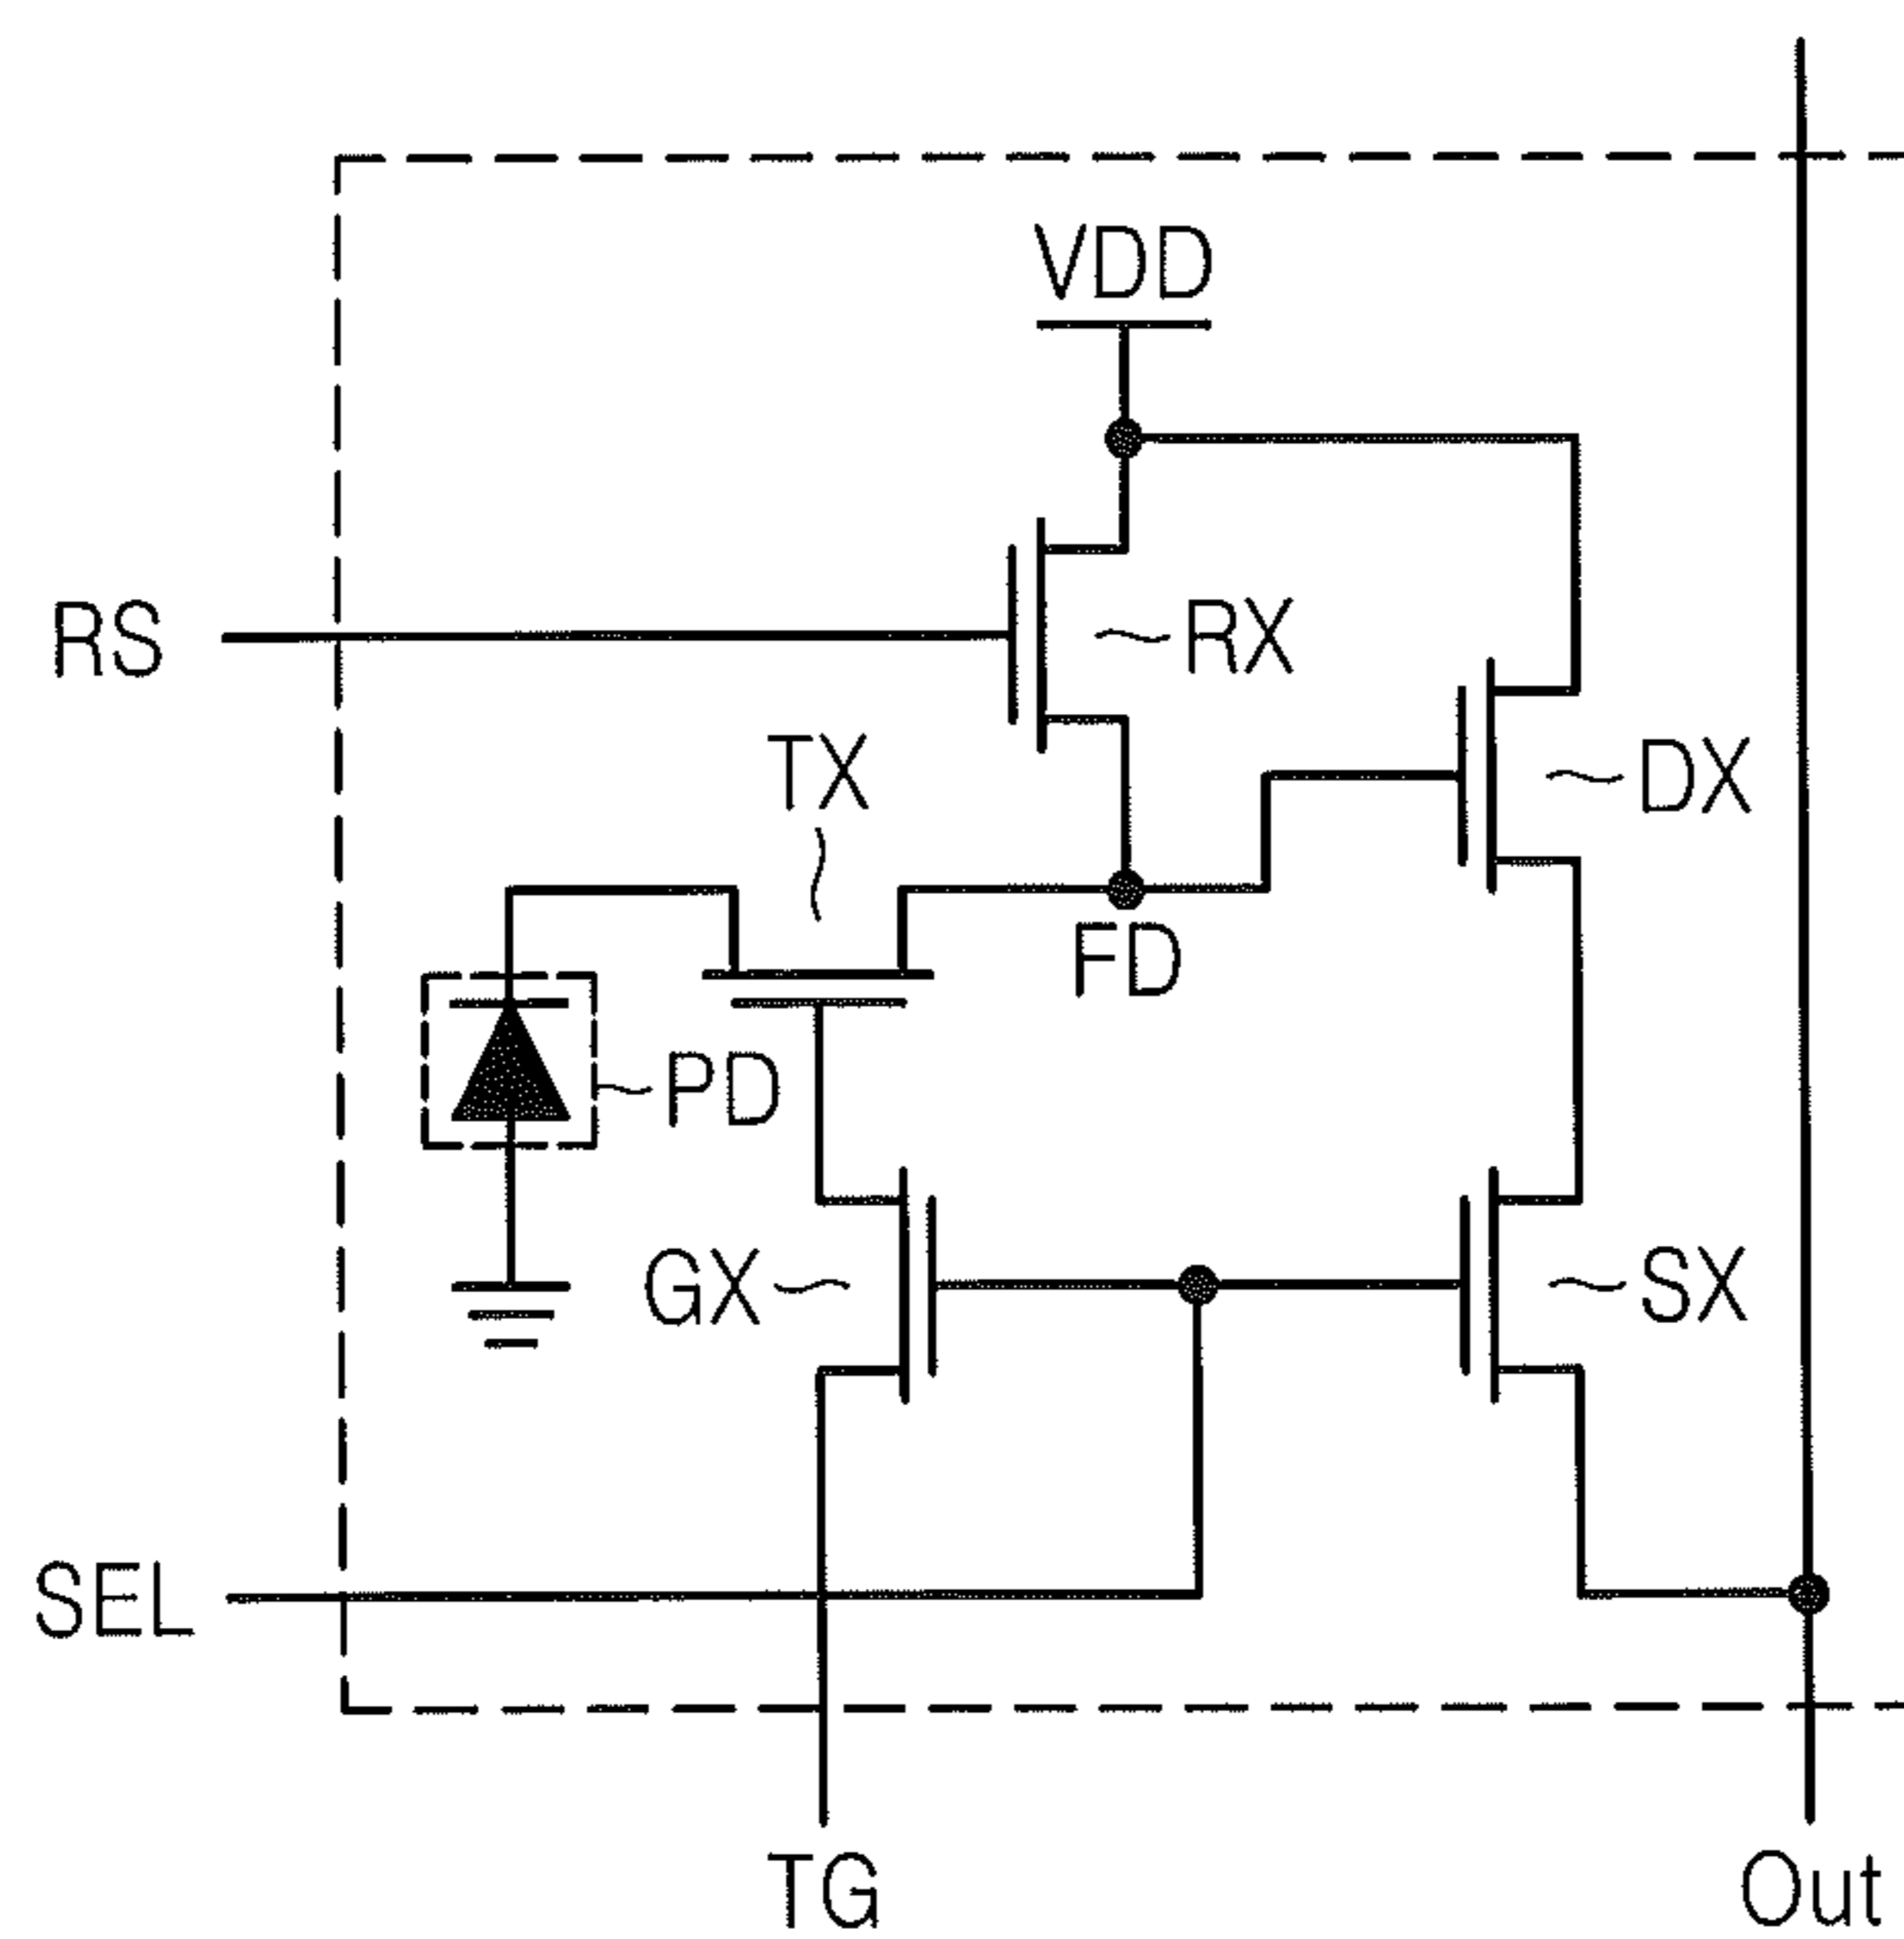 VDD
RS
RX
TX
DX
FD
PD
GX
SX
SEL
TG
Out